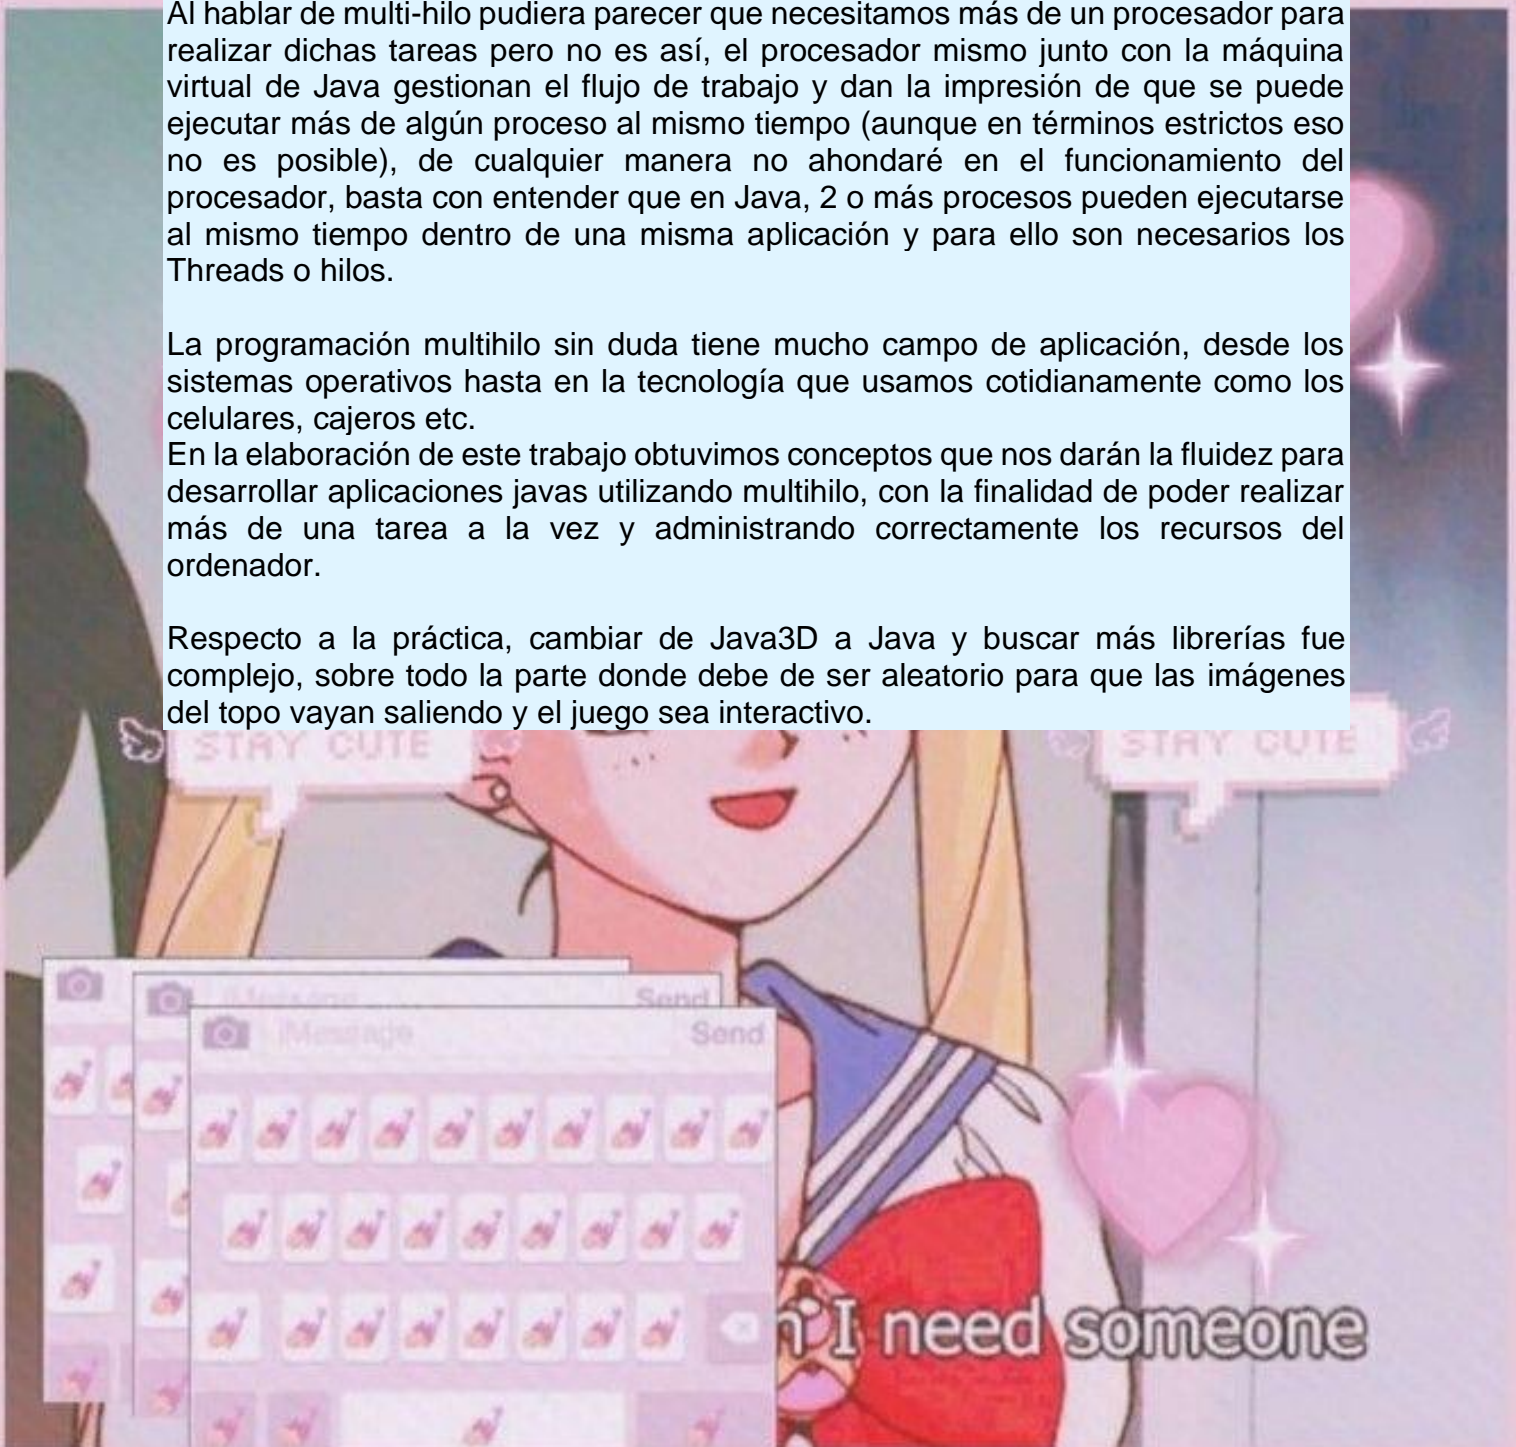 Al hablar de multi-hilo pudiera parecer que necesitamos más de un procesador para
realizar dichas tareas pero no es así, el procesador mismo junto con la máquina
virtual de Java gestionan el flujo de trabajo y dan la impresión de que se puede
ejecutar más de algún proceso al mismo tiempo (aunque en términos estrictos eso
no es posible), de cualquier manera no ahondaré en el funcionamiento del
procesador, basta con entender que en Java, 2 o más procesos pueden ejecutarse
al mismo tiempo dentro de una misma aplicación y para ello son necesarios los
Threads o hilos.
La programación multihilo sin duda tiene mucho campo de aplicación, desde los
sistemas operativos hasta en la tecnología que usamos cotidianamente como los
celulares, cajeros etc.
En la elaboración de este trabajo obtuvimos conceptos que nos darán la fluidez para
desarrollar aplicaciones javas utilizando multihilo, con la finalidad de poder realizar
más de una tarea a la vez y administrando correctamente los recursos del
ordenador.
Respecto a la práctica, cambiar de Java3D a Java y buscar más librerías fue
complejo, sobre todo la parte donde debe de ser aleatorio para que las imágenes
del topo vayan saliendo y el juego sea interactivo.
STAY CUTE
STAY CUTE
iMessage Send
iMessage Send
I need someone